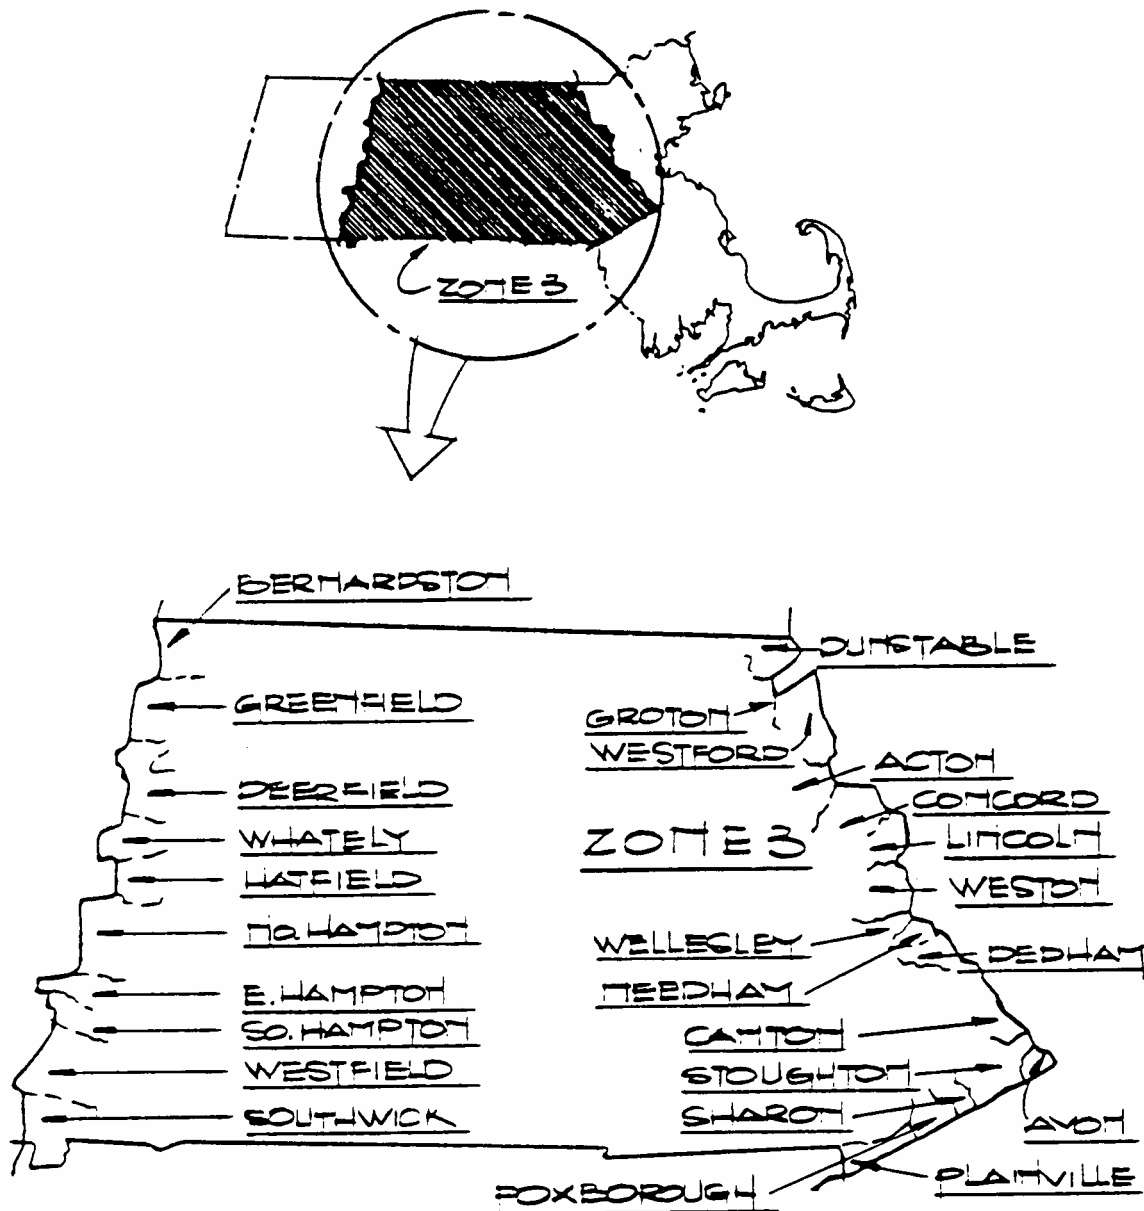 ZONE 3
BERNARDSTON
DUNSTABLE
GREENFIELD
GROTON
WESTFORD
ACTON
DEERFIELD
CONCORD
WHATELY
ZONE 3
LINCOLN
HATFIELD
WESTON
NO. HAMPTON
WELLESLEY
DEDHAM
E. HAMPTON
NEEDHAM
SO. HAMPTON
CANTON
WESTFIELD
STOUGHTON
SOUTHWICK
SHARON
AVON
PLAINVILLE
FOXBOROUGH